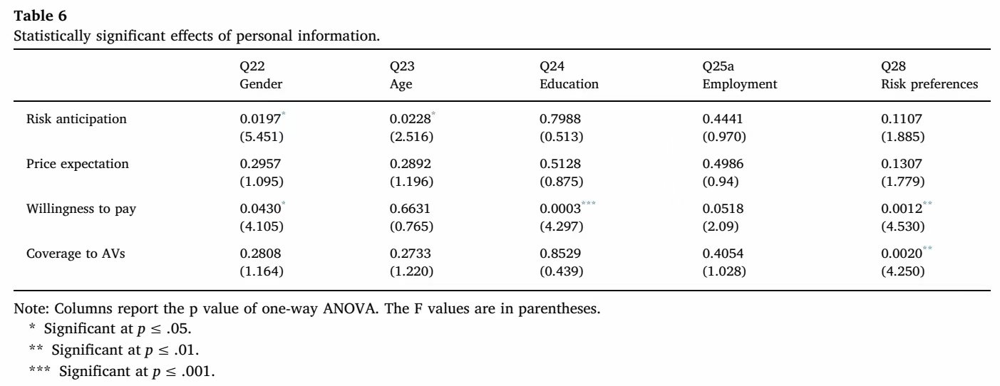 Table 6
Statistically significant effects of personal information.
Q22 Q23 Q24 Q25a Q28
Gender Age Education Employment Risk preferences
Risk anticipation 0.0197* 0.0228* 0.7988 0.4441 0.1107
(5.451) (2.516) (0.513) (0.970) (1.885)
Price expectation 0.2957 0.2892 0.5128 0.4986 0.1307
(1.095) (1.196) (0.875) (0.94) (1.779)
Willingness to pay 0.0430* 0.6631 0.0003*** 0.0518 0.0012**
(4.105) (0.765) (4.297) (2.09) (4.530)
Coverage to AVs 0.2808 0.2733 0.8529 0.4054 0.0020**
(1.164) (1.220) (0.439) (1.028) (4.250)
Note: Columns report the p value of one-way ANOVA. The F values are in parentheses.
* Significant at p ≤ .05.
** Significant at p ≤ .01.
*** Significant at p ≤ .001.